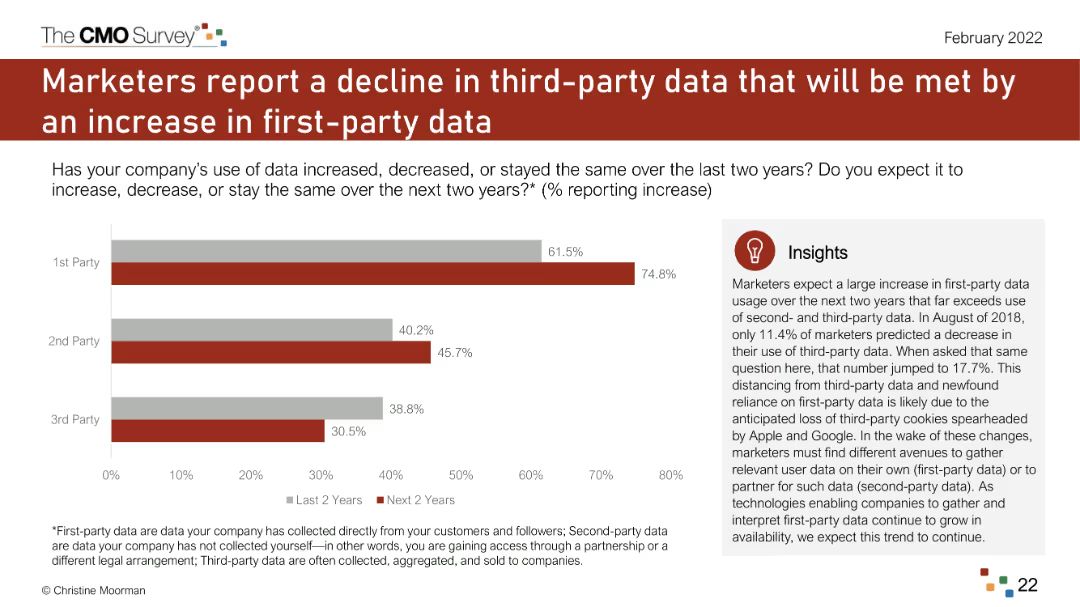 The CMO Survey®
February 2022
Marketers report a decline in third-party data that will be met by
an increase in first-party data
Has your company's use of data increased, decreased, or stayed the same over the last two years? Do you expect it to
increase, decrease, or stay the same over the next two years?* (% reporting increase)
1st Party
61.5%
74.8%
2nd Party
40.2%
45.7%
3rd Party
38.8%
30.5%
0% 10% 20% 30% 40% 50% 60% 70% 80%
Last 2 Years Next 2 Years
Insights
Marketers expect a large increase in first-party data
usage over the next two years that far exceeds use
of second- and third-party data. In August of 2018,
only 11.4% of marketers predicted a decrease in
their use of third-party data. When asked that same
question here, that number jumped to 17.7%. This
distancing from third-party data and newfound
reliance on first-party data is likely due to the
anticipated loss of third-party cookies spearheaded
by Apple and Google. In the wake of these changes,
marketers must find different avenues to gather
relevant user data on their own (first-party data) or to
partner for such data (second-party data). As
technologies enabling companies to gather and
interpret first-party data continue to grow in
availability, we expect this trend to continue.
*First-party data are data your company has collected directly from your customers and followers; Second-party data
are data your company has not collected yourself—in other words, you are gaining access through a partnership or a
different legal arrangement; Third-party data are often collected, aggregated, and sold to companies.
© Christine Moorman
22